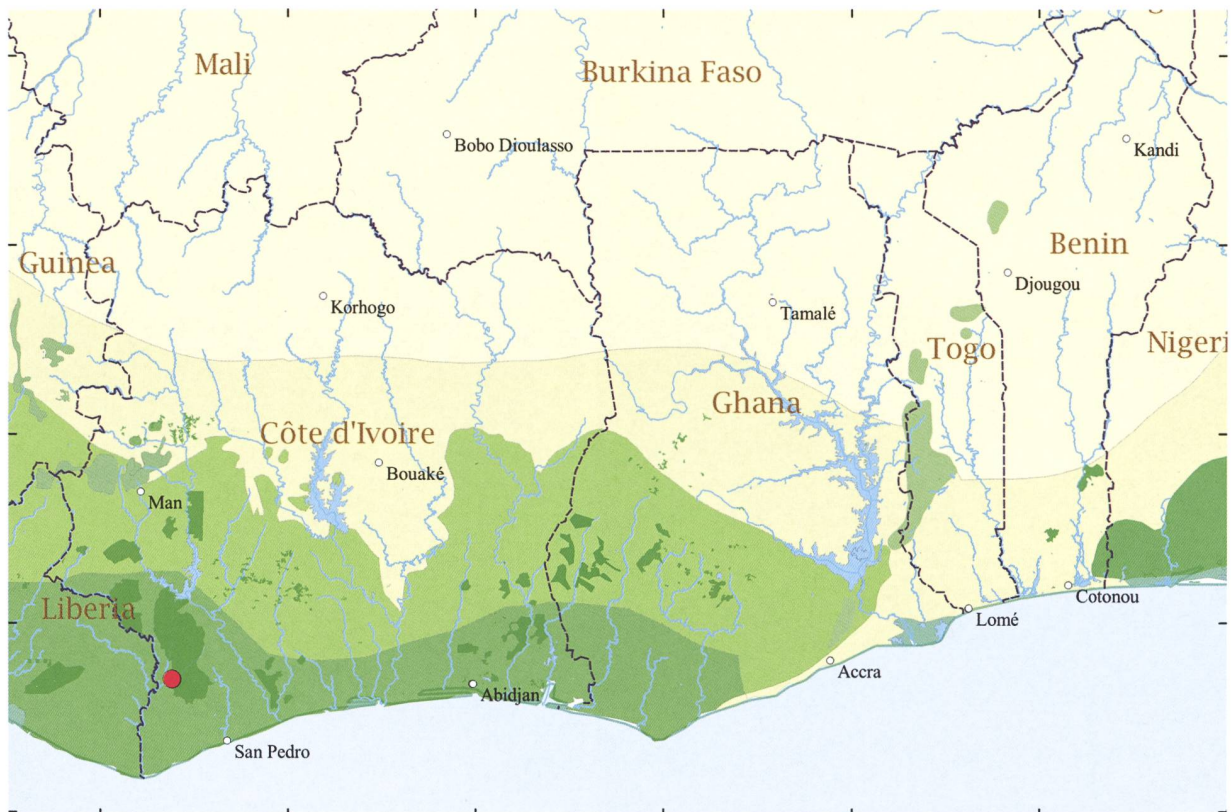 Mali
Burkina Faso
Bobo Dioulasso
Kandi
Guinea
Benin
Djougou
Korhogo
Tamalé
Togo
Nigeri
Ghana
Côte d'Ivoire
Bouaké
Man
Liberia
Cotonou
Lomé
Accra
Abidjan
San Pedro